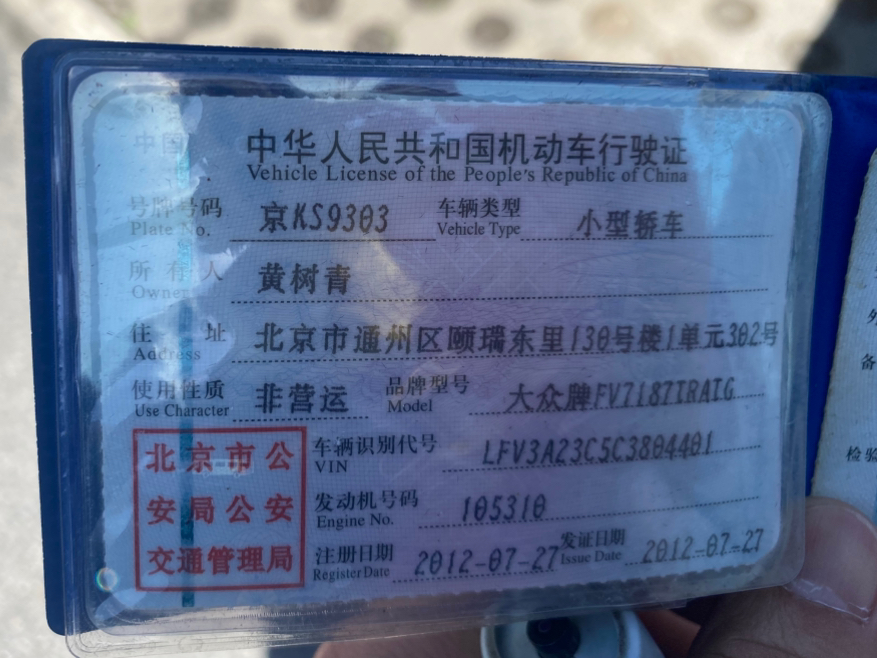 中华人民共和国机动车行驶证
Vehicle License of the People's Republic of China
号牌号码 京KS9303 车辆类型 小型轿车
Plate No. Vehicle Type
所有人 黄树青
Owner
住址 北京市通州区颐瑞东里130号楼1单元302号
Address
使用性质 非营运 品牌型号 大众牌FV7187TRATG
Use Character Model
北京市公安局公安交通管理局
车辆识别代号 LFV3A23C5C3804401
VIN
发动机号码 105310
Engine No.
注册日期 2012-07-27 发证日期 2012-07-27
Register Date Issue Date
检验